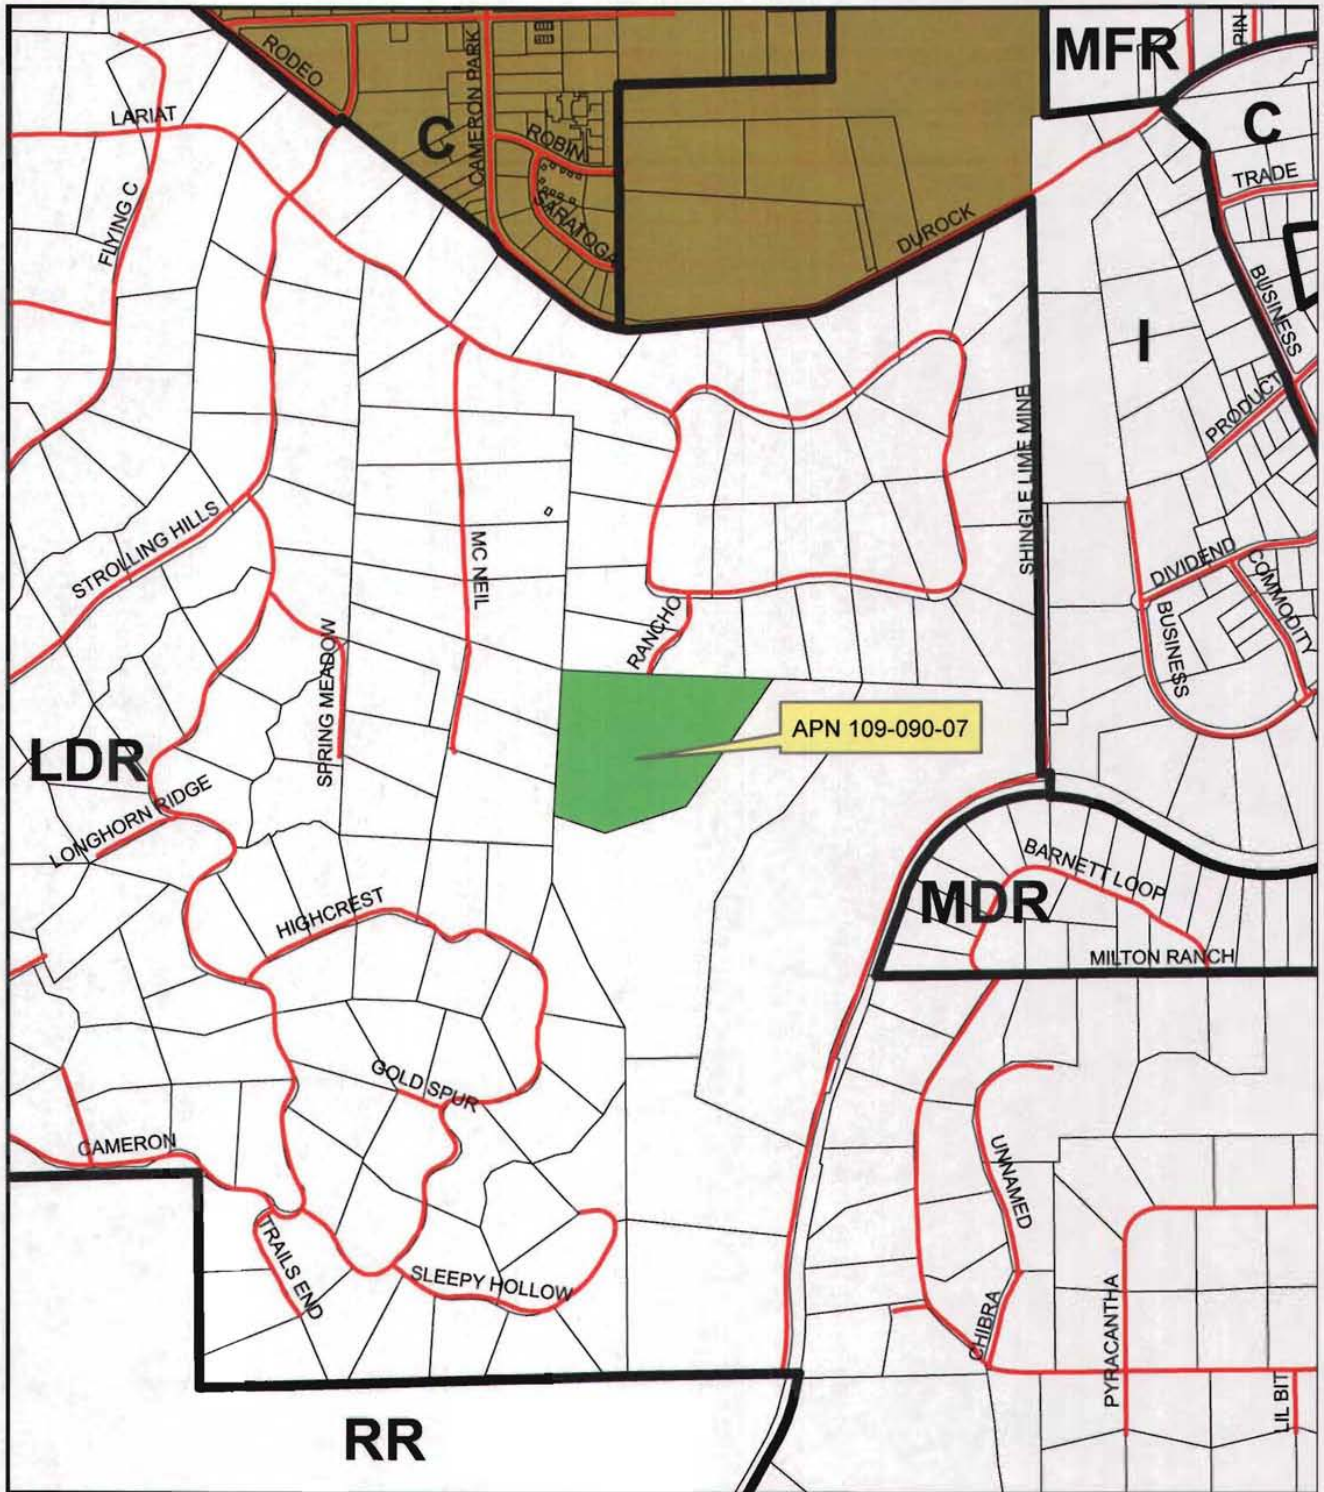 MFR
PIN
RODEO
CAMERON PARK
LARIAT
C
C
ROBIN
TRADE
SARATOGA
FLYING C
DUROCK
BUSINESS
I
PRODUCT
SHINGLE LIME MINE
STROLLING HILLS
MC NEIL
DIVIDEND
COMMODITY
BUSINESS
RANCHO
SPRING MEADOW
APN 109-090-07
LDR
LONGHORN RIDGE
BARNETT LOOP
MDR
HIGHCREST
MILTON RANCH
GOLD SPUR
CAMERON
UNNAMED
TRAILS END
SLEEPY HOLLOW
CHIBRA
PYRACANTHA
LIL BIT
RR